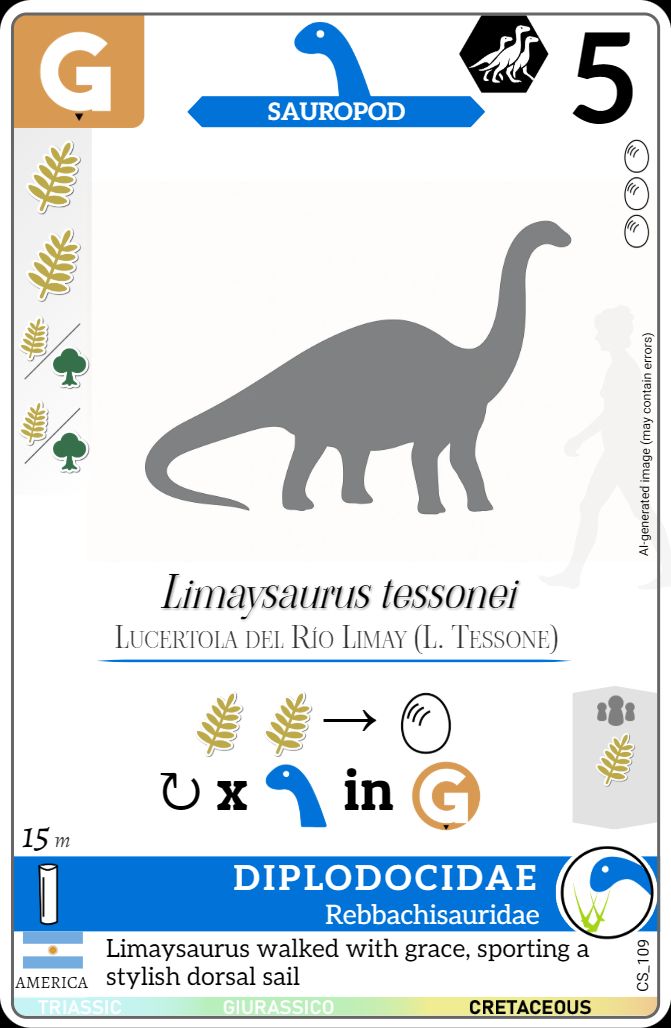 G
SAUROPOD
5
AI-generated image (may contain errors)
Limaysaurus tessonei
Lucertola del Río Limay (L. Tessone)
↻ x in G
15 m
DIPLODOCIDAE
Rebbachisauridae
AMERICA
Limaysaurus walked with grace, sporting a
stylish dorsal sail
CS_109
TRIASSIC GIURASSICO CRETACEOUS